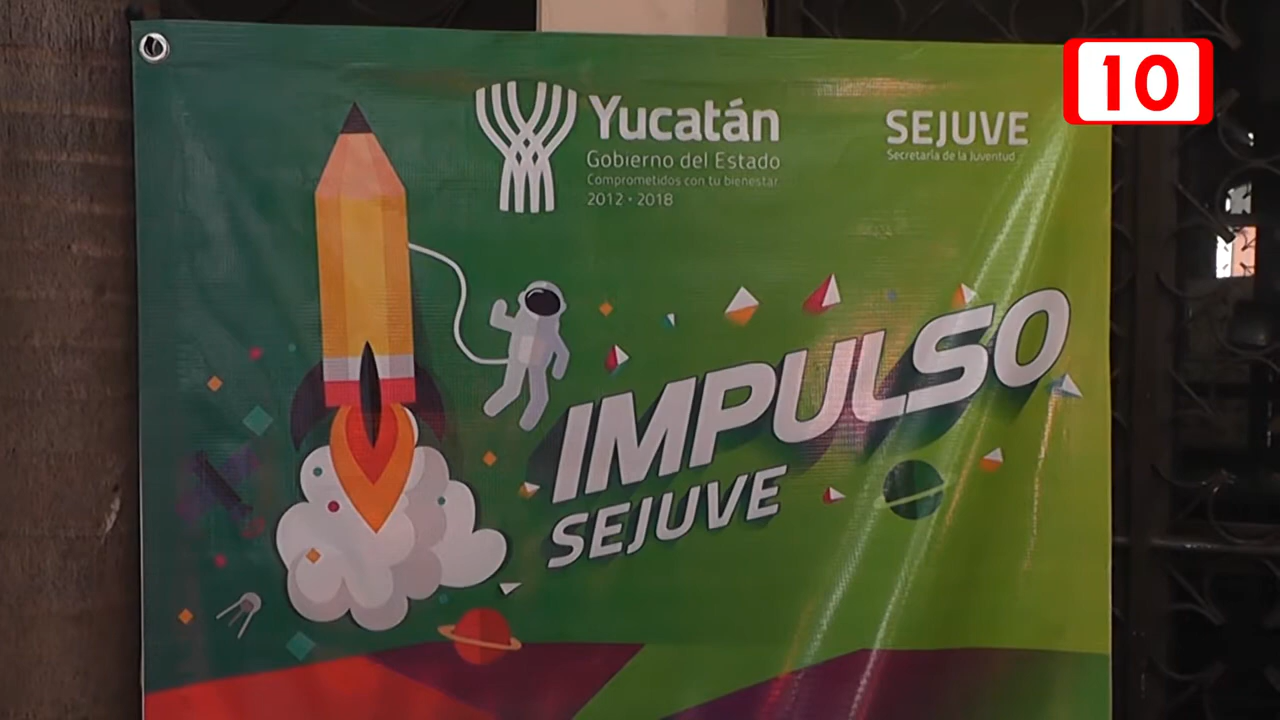 Yucatán
Gobierno del Estado
Comprometidos con tu bienestar
2012 • 2018
SEJUVE
Secretaría de la Juventud
10
IMPULSO
SEJUVE